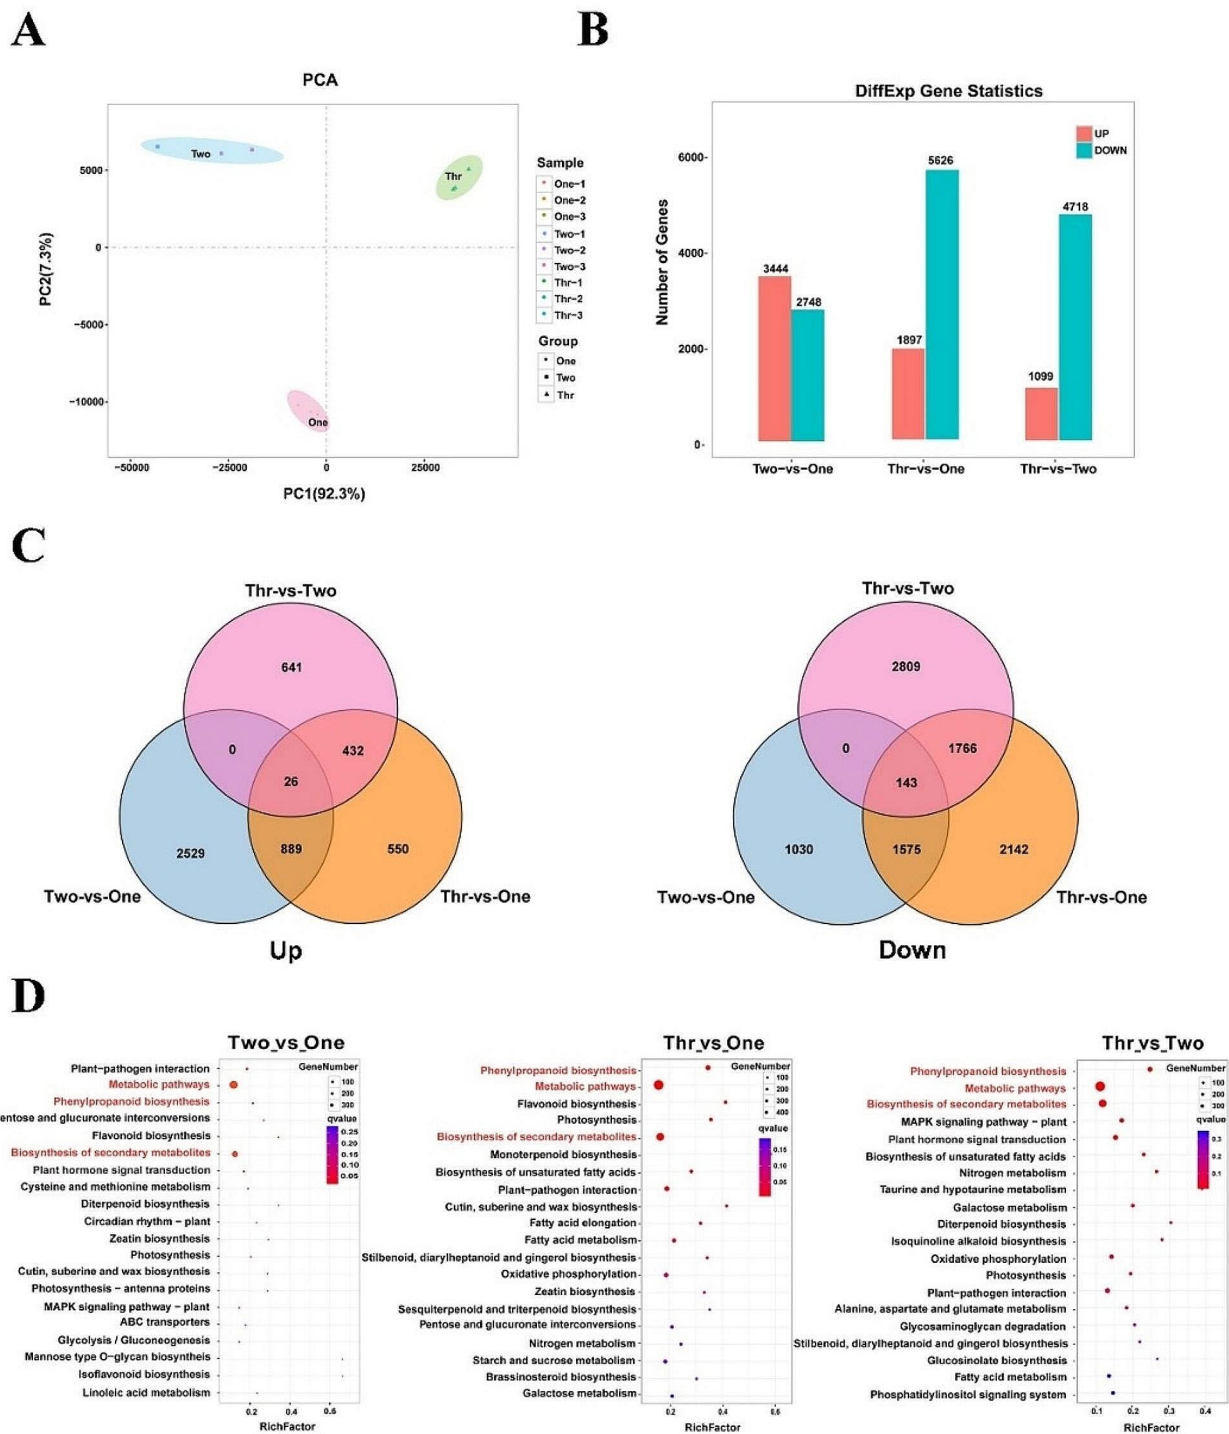 A
PCA
Two
Thr
One
5000
0
−5000
−10000
PC2(7.3%)
−50000
−25000
0
25000
PC1(92.3%)
Sample
One−1
One−2
One−3
Two−1
Two−2
Two−3
Thr−1
Thr−2
Thr−3
Group
One
Two
Thr
B
DiffExp Gene Statistics
UP
DOWN
Number of Genes
6000
4000
2000
0
3444
2748
1897
5626
1099
4718
Two−vs−One
Thr−vs−One
Thr−vs−Two
C
Thr-vs-Two
641
0
432
26
2529
889
550
Two-vs-One
Thr-vs-One
Up
Thr-vs-Two
2809
0
1766
143
1030
1575
2142
Two-vs-One
Thr-vs-One
Down
D
Two_vs_One
Plant−pathogen interaction
Metabolic pathways
Phenylpropanoid biosynthesis
entose and glucuronate interconversions
Flavonoid biosynthesis
Biosynthesis of secondary metabolites
Plant hormone signal transduction
Cysteine and methionine metabolism
Diterpenoid biosynthesis
Circadian rhythm − plant
Zeatin biosynthesis
Photosynthesis
Cutin, suberine and wax biosynthesis
Photosynthesis − antenna proteins
MAPK signaling pathway − plant
ABC transporters
Glycolysis / Gluconeogenesis
Mannose type O−glycan biosyntheis
Isoflavonoid biosynthesis
Linoleic acid metabolism
GeneNumber
100
200
300
qvalue
0.25
0.20
0.15
0.10
0.05
0.2
0.4
0.6
RichFactor
Thr_vs_One
Phenylpropanoid biosynthesis
Metabolic pathways
Flavonoid biosynthesis
Photosynthesis
Biosynthesis of secondary metabolites
Monoterpenoid biosynthesis
Biosynthesis of unsaturated fatty acids
Plant−pathogen interaction
Cutin, suberine and wax biosynthesis
Fatty acid elongation
Fatty acid metabolism
Stilbenoid, diarylheptanoid and gingerol biosynthesis
Oxidative phosphorylation
Zeatin biosynthesis
Sesquiterpenoid and triterpenoid biosynthesis
Pentose and glucuronate interconversions
Nitrogen metabolism
Starch and sucrose metabolism
Brassinosteroid biosynthesis
Galactose metabolism
GeneNumber
100
200
300
400
qvalue
0.15
0.10
0.05
0.2
0.4
0.6
RichFactor
Thr_vs_Two
Phenylpropanoid biosynthesis
Metabolic pathways
Biosynthesis of secondary metabolites
MAPK signaling pathway − plant
Plant hormone signal transduction
Biosynthesis of unsaturated fatty acids
Nitrogen metabolism
Taurine and hypotaurine metabolism
Galactose metabolism
Diterpenoid biosynthesis
Isoquinoline alkaloid biosynthesis
Oxidative phosphorylation
Photosynthesis
Plant−pathogen interaction
Alanine, aspartate and glutamate metabolism
Glycosaminoglycan degradation
Stilbenoid, diarylheptanoid and gingerol biosynthesis
Glucosinolate biosynthesis
Fatty acid metabolism
Phosphatidylinositol signaling system
GeneNumber
100
200
300
qvalue
0.3
0.2
0.1
0.1
0.2
0.3
0.4
RichFactor